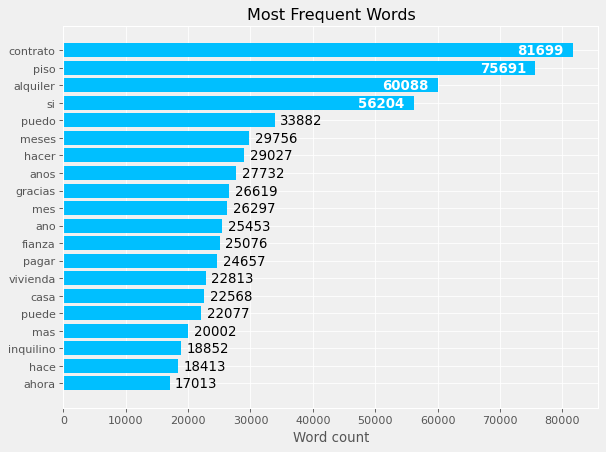 Most Frequent Words
contrato 81699
piso 75691
alquiler 60088
si 56204
puedo 33882
meses 29756
hacer 29027
anos 27732
gracias 26619
mes 26297
ano 25453
fianza 25076
pagar 24657
vivienda 22813
casa 22568
puede 22077
mas 20002
inquilino 18852
hace 18413
ahora 17013
0 10000 20000 30000 40000 50000 60000 70000 80000
Word count